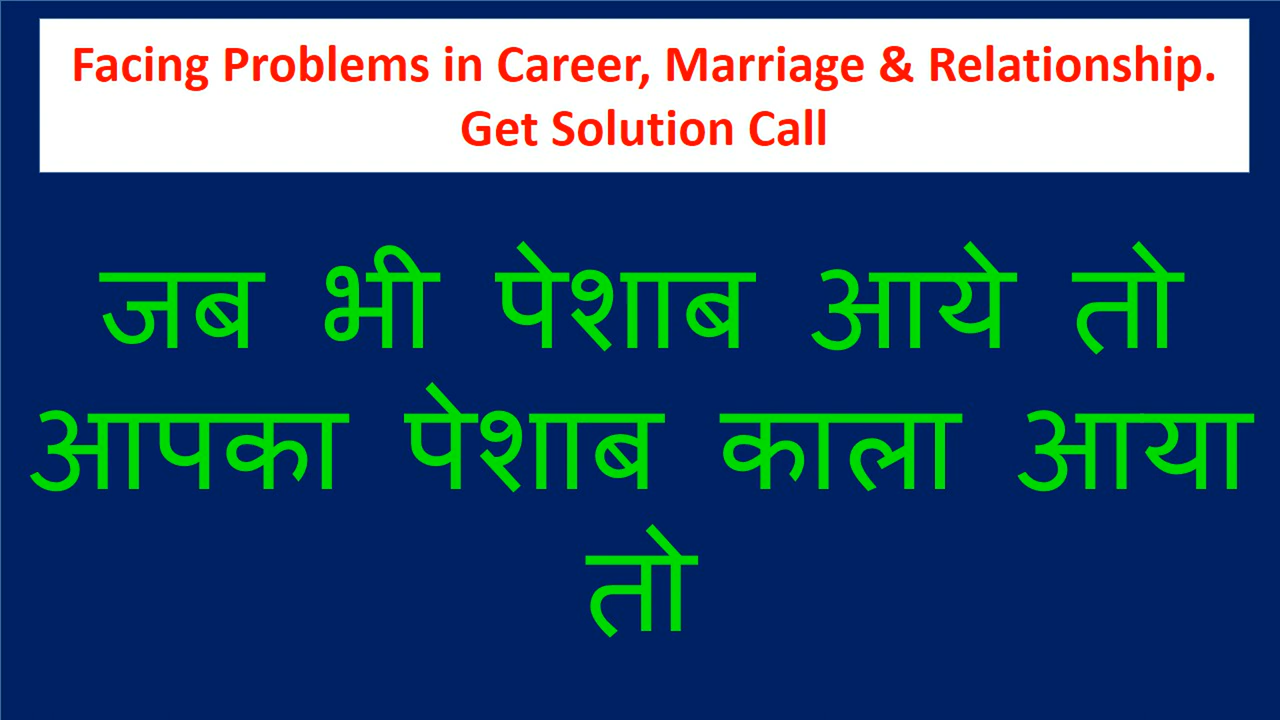 Facing Problems in Career, Marriage & Relationship.
Get Solution Call
जब भी पेशाब आये तो
आपका पेशाब काला आया
तो